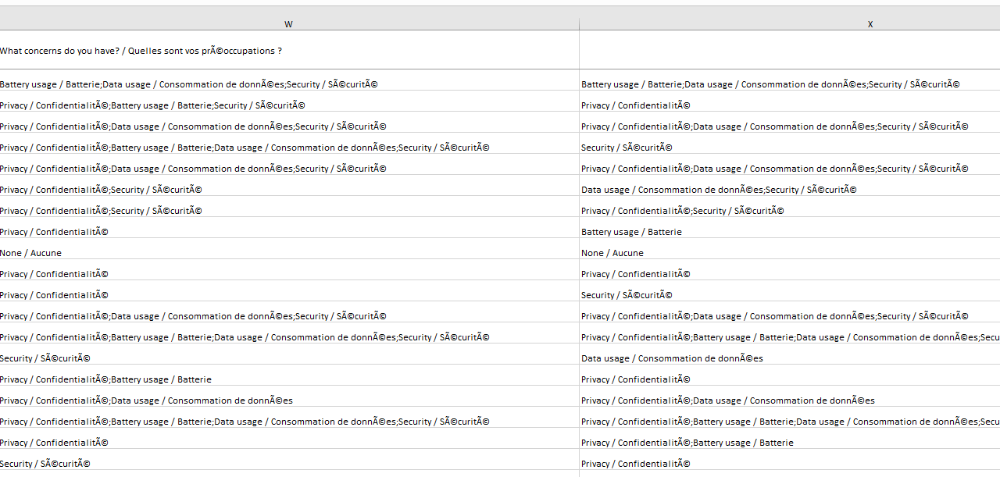 W X
What concerns do you have? / Quelles sont vos prÃ©occupations ?
Battery usage / Batterie;Data usage / Consommation de donnÃ©es;Security / SÃ©curitÃ© Battery usage / Batterie;Data usage / Consommation de donnÃ©es;Security / SÃ©curitÃ©
Privacy / ConfidentialitÃ©;Battery usage / Batterie;Security / SÃ©curitÃ© Privacy / ConfidentialitÃ©
Privacy / ConfidentialitÃ©;Data usage / Consommation de donnÃ©es;Security / SÃ©curitÃ© Privacy / ConfidentialitÃ©;Data usage / Consommation de donnÃ©es;Security / SÃ©curitÃ©
Privacy / ConfidentialitÃ©;Battery usage / Batterie;Data usage / Consommation de donnÃ©es;Security / SÃ©curitÃ© Security / SÃ©curitÃ©
Privacy / ConfidentialitÃ©;Data usage / Consommation de donnÃ©es;Security / SÃ©curitÃ© Privacy / ConfidentialitÃ©;Data usage / Consommation de donnÃ©es;Security / SÃ©curitÃ©
Privacy / ConfidentialitÃ©;Security / SÃ©curitÃ© Data usage / Consommation de donnÃ©es;Security / SÃ©curitÃ©
Privacy / ConfidentialitÃ©;Security / SÃ©curitÃ© Privacy / ConfidentialitÃ©;Security / SÃ©curitÃ©
Privacy / ConfidentialitÃ© Battery usage / Batterie
None / Aucune None / Aucune
Privacy / ConfidentialitÃ© Privacy / ConfidentialitÃ©
Privacy / ConfidentialitÃ© Security / SÃ©curitÃ©
Privacy / ConfidentialitÃ©;Data usage / Consommation de donnÃ©es;Security / SÃ©curitÃ© Privacy / ConfidentialitÃ©;Data usage / Consommation de donnÃ©es;Security / SÃ©curitÃ©
Privacy / ConfidentialitÃ©;Battery usage / Batterie;Data usage / Consommation de donnÃ©es;Security / SÃ©curitÃ© Privacy / ConfidentialitÃ©;Battery usage / Batterie;Data usage / Consommation de donnÃ©es;Secu
Security / SÃ©curitÃ© Data usage / Consommation de donnÃ©es
Privacy / ConfidentialitÃ©;Battery usage / Batterie Privacy / ConfidentialitÃ©
Privacy / ConfidentialitÃ©;Data usage / Consommation de donnÃ©es Privacy / ConfidentialitÃ©;Data usage / Consommation de donnÃ©es
Privacy / ConfidentialitÃ©;Battery usage / Batterie;Data usage / Consommation de donnÃ©es;Security / SÃ©curitÃ© Privacy / ConfidentialitÃ©;Battery usage / Batterie;Data usage / Consommation de donnÃ©es;Secu
Privacy / ConfidentialitÃ© Privacy / ConfidentialitÃ©;Battery usage / Batterie
Security / SÃ©curitÃ© Privacy / ConfidentialitÃ©